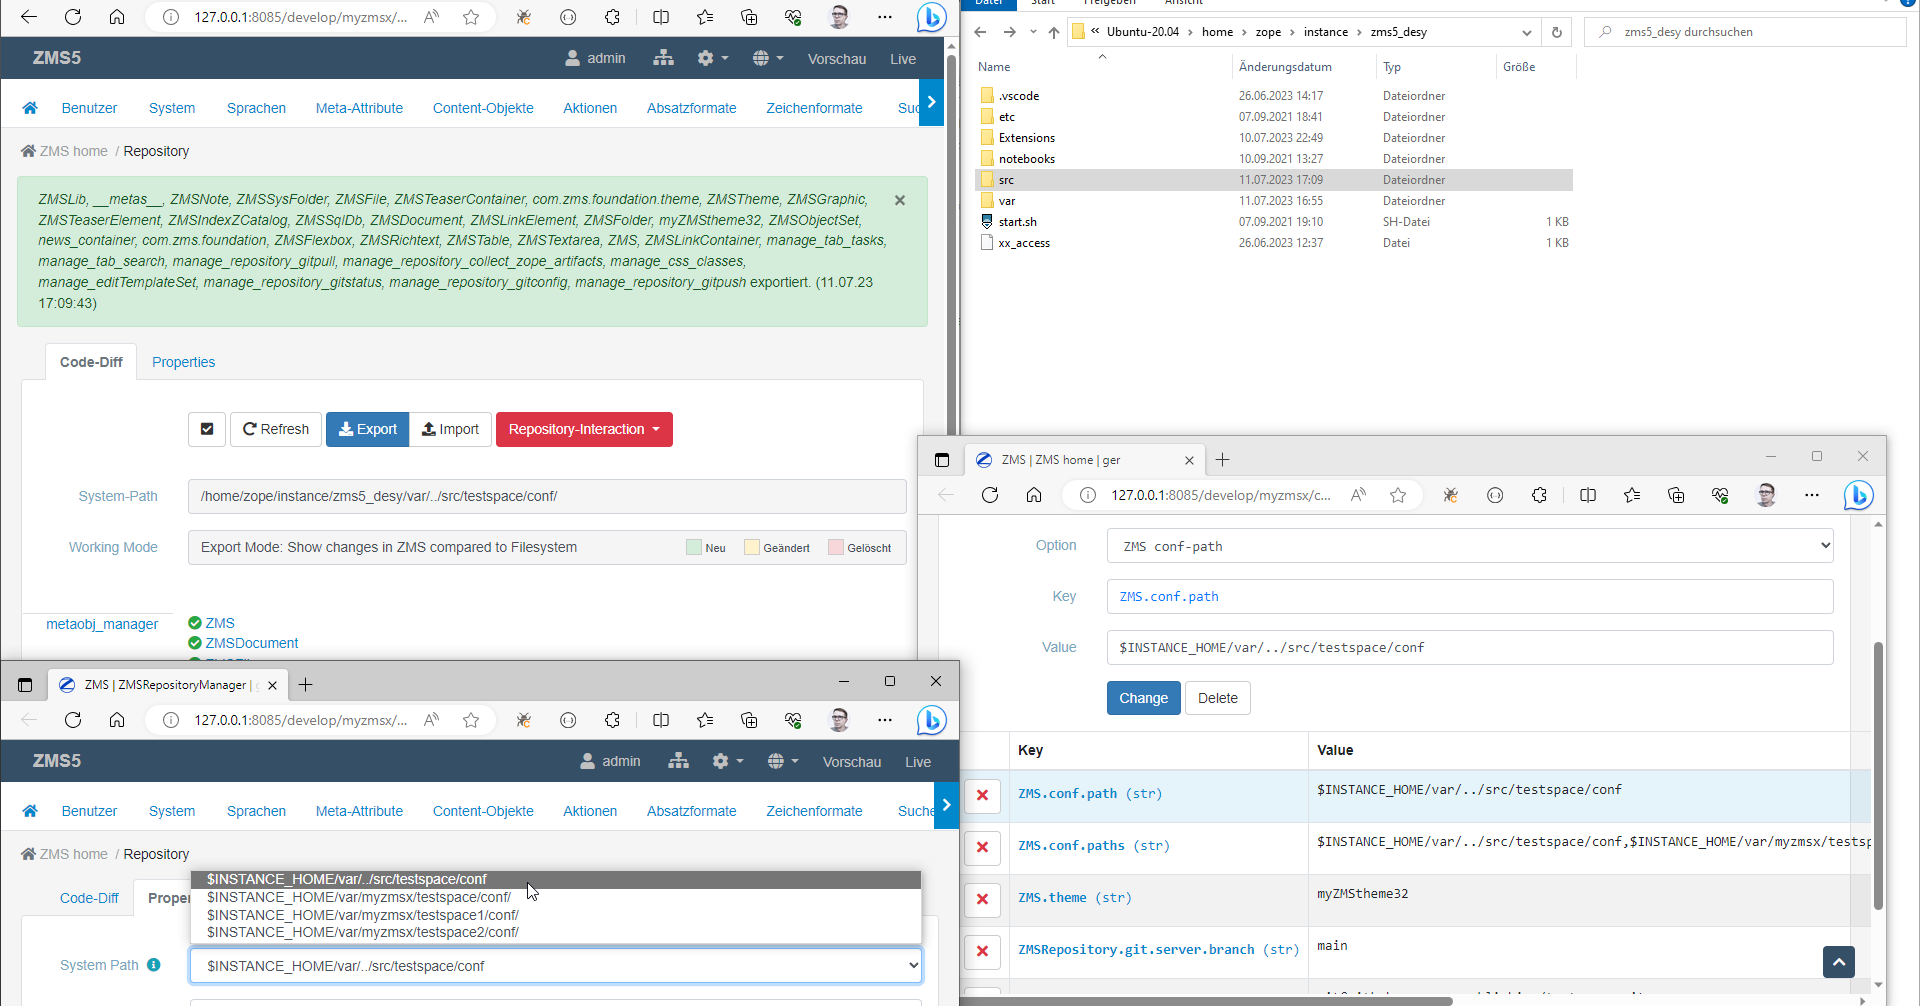 127.0.0.1:8085/develop/myzmsx/...
ZMS5
admin
Vorschau
Live
Benutzer
System
Sprachen
Meta-Attribute
Content-Objekte
Aktionen
Absatzformate
Zeichenformate
ZMS home / Repository
ZMSLib, __metas__, ZMSNote, ZMSSysFolder, ZMSFile, ZMSTeaserContainer, com.zms.foundation.theme, ZMSTheme, ZMSGraphic,
ZMSTeaserElement, ZMSIndexZCatalog, ZMSSqlDb, ZMSDocument, ZMSLinkElement, ZMSFolder, myZMStheme32, ZMSObjectSet,
news_container, com.zms.foundation, ZMSFlexbox, ZMSRichtext, ZMSTable, ZMSTextarea, ZMS, ZMSLinkContainer, manage_tab_tasks,
manage_tab_search, manage_repository_gitpull, manage_repository_collect_zope_artifacts, manage_css_classes,
manage_editTemplateSet, manage_repository_gitstatus, manage_repository_gitconfig, manage_repository_gitpush exportiert. (11.07.23
17:09:43)
Code-Diff
Properties
Refresh
Export
Import
Repository-Interaction
System-Path
/home/zope/instance/zms5_desy/var/../src/testspace/conf/
Working Mode
Export Mode: Show changes in ZMS compared to Filesystem
Neu
Geändert
Gelöscht
metaobj_manager
ZMS
ZMSDocument
Datei
Start
Freigeben
Ansicht
« Ubuntu-20.04 > home > zope > instance > zms5_desy
zms5_desy durchsuchen
Name
Änderungsdatum
Typ
Größe
.vscode 26.06.2023 14:17 Dateiordner
etc 07.09.2021 18:41 Dateiordner
Extensions 10.07.2023 22:49 Dateiordner
notebooks 10.09.2021 13:27 Dateiordner
src 11.07.2023 17:09 Dateiordner
var 11.07.2023 16:55 Dateiordner
start.sh 07.09.2021 19:10 SH-Datei 1 KB
xx_access 26.06.2023 12:37 Datei 1 KB
ZMS | ZMS home | ger
127.0.0.1:8085/develop/myzmsx/c...
Option
ZMS conf-path
Key
ZMS.conf.path
Value
$INSTANCE_HOME/var/../src/testspace/conf
Change
Delete
Key
Value
ZMS.conf.path (str)
$INSTANCE_HOME/var/../src/testspace/conf
ZMS.conf.paths (str)
$INSTANCE_HOME/var/../src/testspace/conf,$INSTANCE_HOME/var/myzmsx/testsp
ZMS.theme (str)
myZMStheme32
ZMSRepository.git.server.branch (str)
main
ZMS | ZMSRepositoryManager |
127.0.0.1:8085/develop/myzmsx/...
ZMS5
admin
Vorschau
Live
Benutzer
System
Sprachen
Meta-Attribute
Content-Objekte
Aktionen
Absatzformate
Zeichenformate
Suche
ZMS home / Repository
Code-Diff
Proper
$INSTANCE_HOME/var/../src/testspace/conf
$INSTANCE_HOME/var/myzmsx/testspace/conf/
$INSTANCE_HOME/var/myzmsx/testspace1/conf/
$INSTANCE_HOME/var/myzmsx/testspace2/conf/
System Path
$INSTANCE_HOME/var/../src/testspace/conf